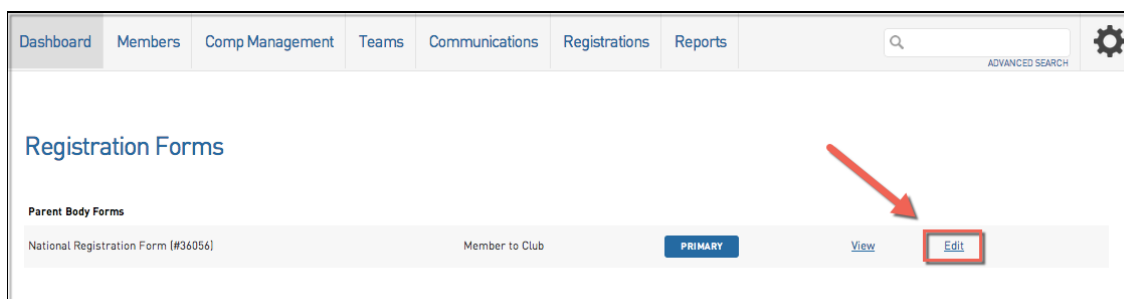 Dashboard Members Comp Management Teams Communications Registrations Reports
ADVANCED SEARCH
Registration Forms
Parent Body Forms
National Registration Form (#36056) Member to Club PRIMARY View Edit